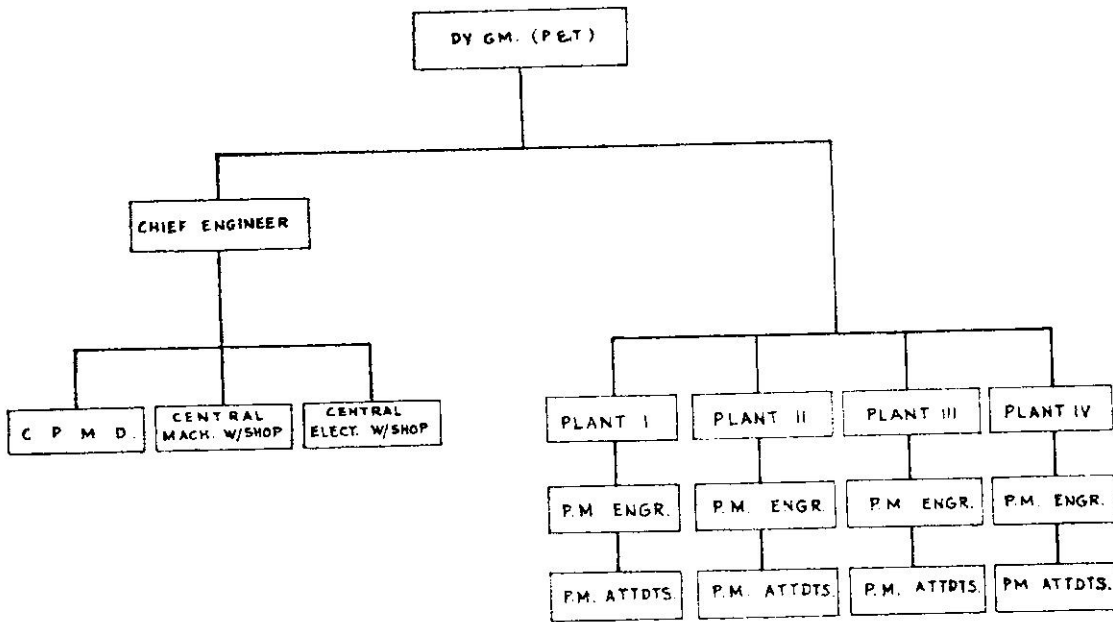 DY GM. (P&T)
CHIEF ENGINEER
C P M D.
CENTRAL
MACH. W/SHOP
CENTRAL
ELECT. W/SHOP
PLANT I
PLANT II
PLANT III
PLANT IV
P.M ENGR.
P.M. ENGR.
P.M ENGR.
P.M. ENGR.
P.M. ATTDTS.
P.M. ATTDTS.
P.M. ATTDTS.
PM ATTDTS.